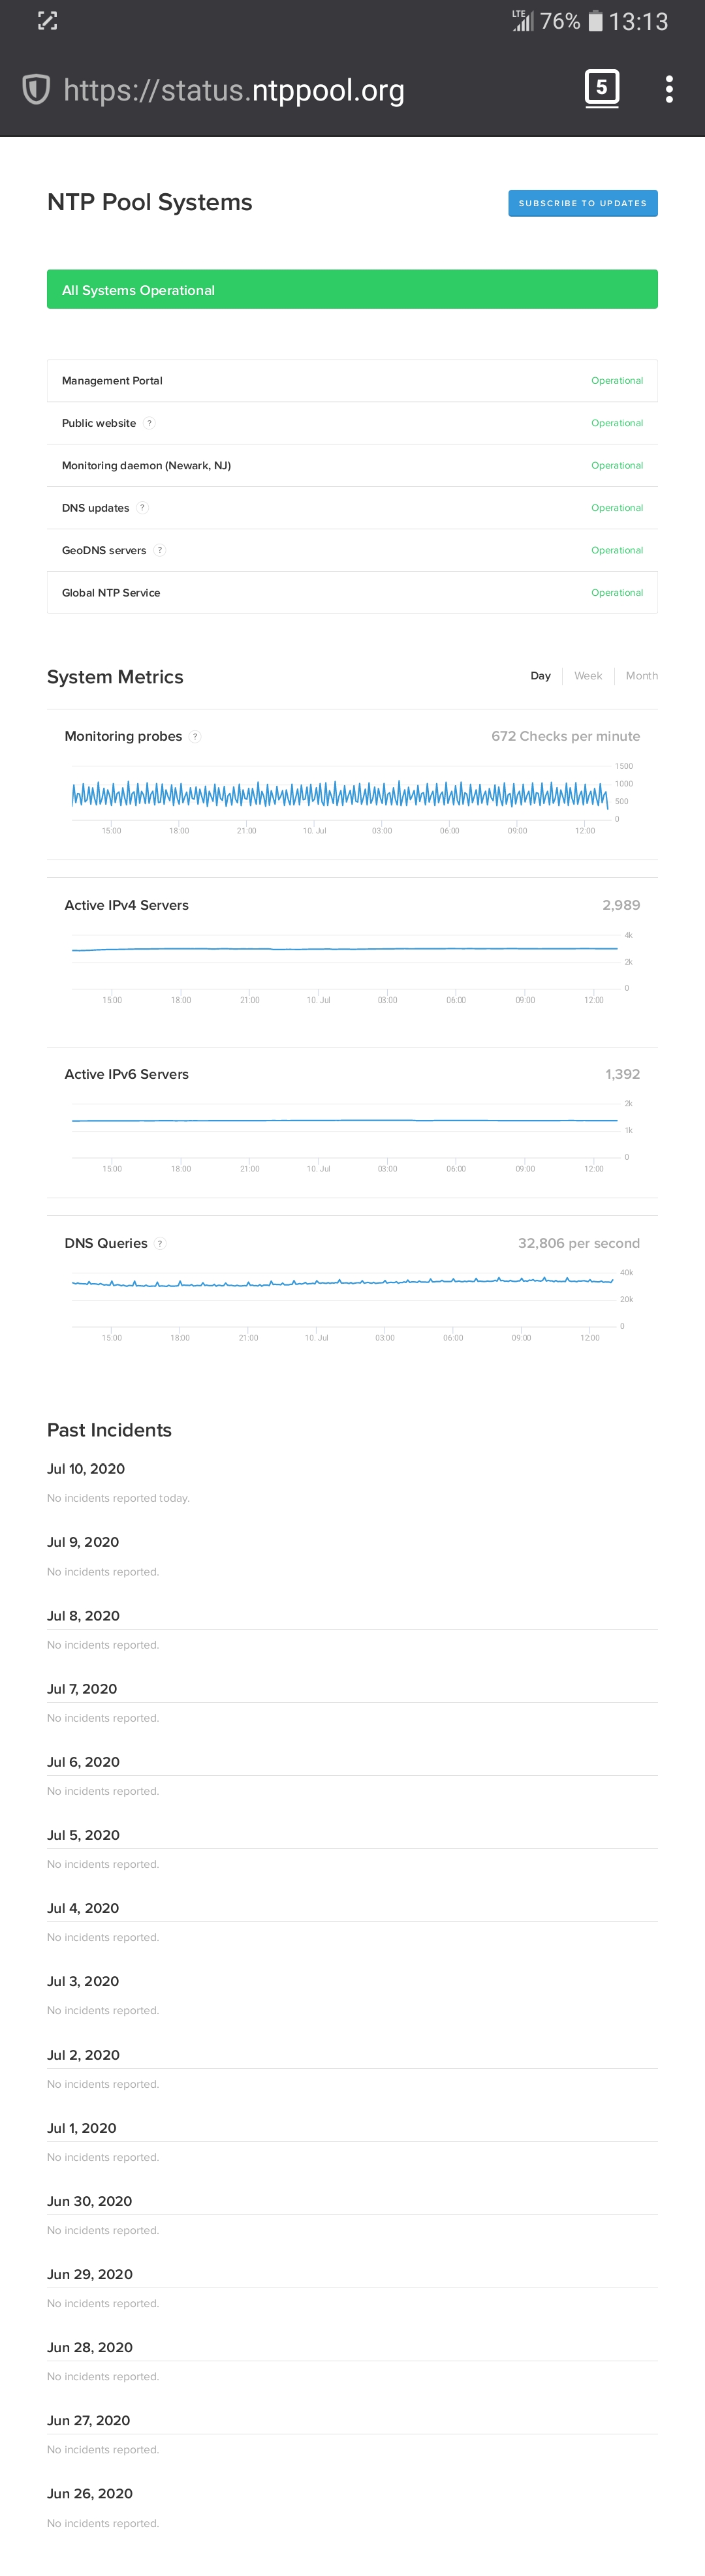 LTE 76% 13:13
https://status.ntppool.org 5
NTP Pool Systems SUBSCRIBE TO UPDATES
All Systems Operational
Management Portal Operational
Public website ? Operational
Monitoring daemon (Newark, NJ) Operational
DNS updates ? Operational
GeoDNS servers ? Operational
Global NTP Service Operational
System Metrics Day Week Month
Monitoring probes ? 672 Checks per minute
1500
1000
500
0
15:00 18:00 21:00 10. Jul 03:00 06:00 09:00 12:00
Active IPv4 Servers 2,989
4k
2k
0
15:00 18:00 21:00 10. Jul 03:00 06:00 09:00 12:00
Active IPv6 Servers 1,392
2k
1k
0
15:00 18:00 21:00 10. Jul 03:00 06:00 09:00 12:00
DNS Queries ? 32,806 per second
40k
20k
0
15:00 18:00 21:00 10. Jul 03:00 06:00 09:00 12:00
Past Incidents
Jul 10, 2020
No incidents reported today.
Jul 9, 2020
No incidents reported.
Jul 8, 2020
No incidents reported.
Jul 7, 2020
No incidents reported.
Jul 6, 2020
No incidents reported.
Jul 5, 2020
No incidents reported.
Jul 4, 2020
No incidents reported.
Jul 3, 2020
No incidents reported.
Jul 2, 2020
No incidents reported.
Jul 1, 2020
No incidents reported.
Jun 30, 2020
No incidents reported.
Jun 29, 2020
No incidents reported.
Jun 28, 2020
No incidents reported.
Jun 27, 2020
No incidents reported.
Jun 26, 2020
No incidents reported.